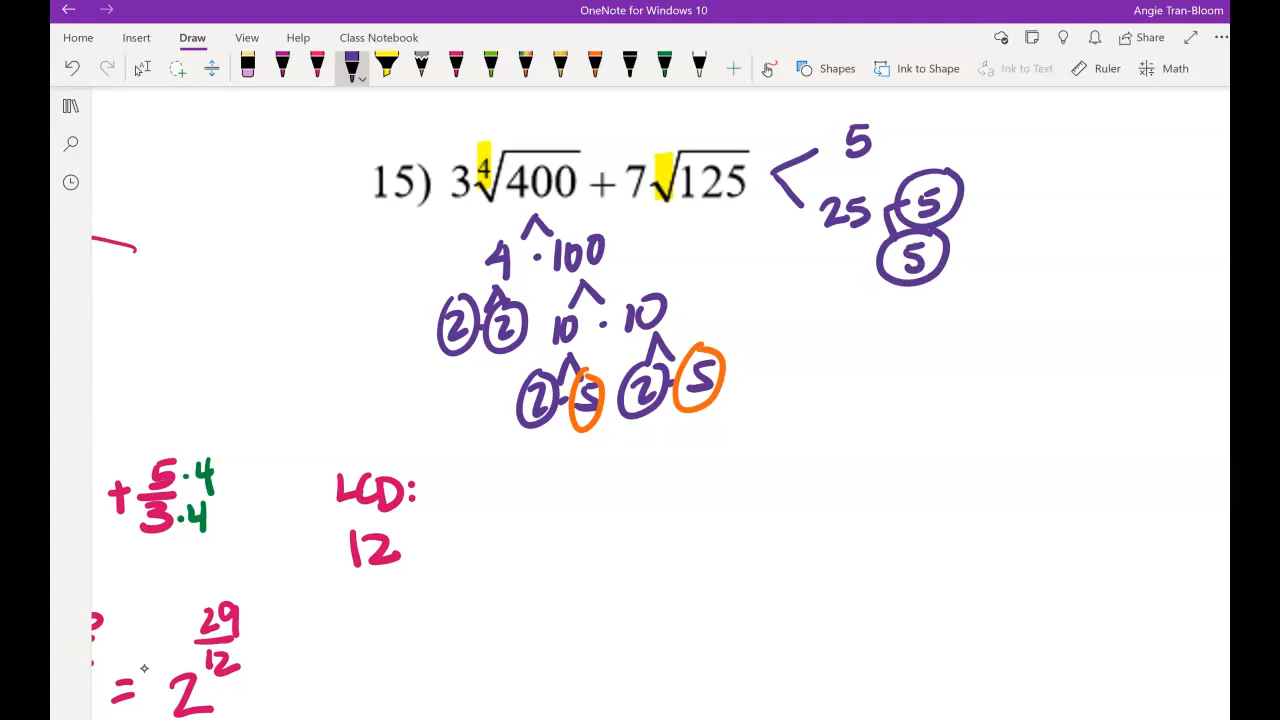 OneNote for Windows 10
Angie Tran-Bloom
Home Insert Draw View Help Class Notebook Share
Shapes Ink to Shape Ink to Text Ruler Math
15) 3∜400 + 7√125
5
25 5
5
4 · 100
2 · 2 10 · 10
2 · 5 2 · 5
+ 5/3 · 4/· 4
LCD:
12
= 2^(29/12)